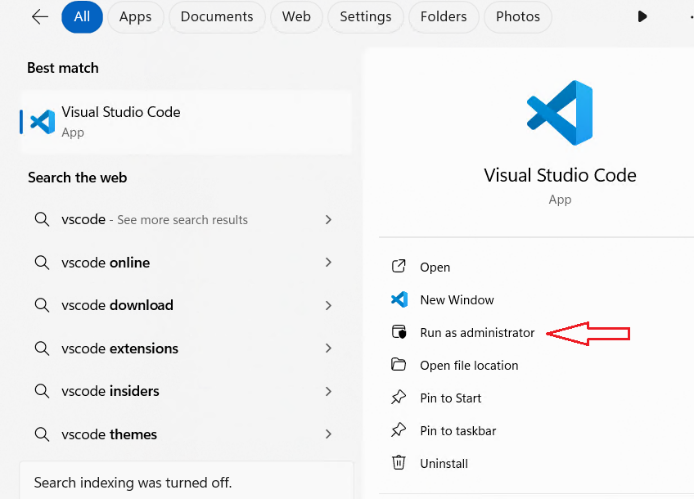 All
Apps
Documents
Web
Settings
Folders
Photos
Best match
Visual Studio Code
App
Search the web
vscode - See more search results
vscode online
vscode download
vscode extensions
vscode insiders
vscode themes
Search indexing was turned off.
Visual Studio Code
App
Open
New Window
Run as administrator
Open file location
Pin to Start
Pin to taskbar
Uninstall